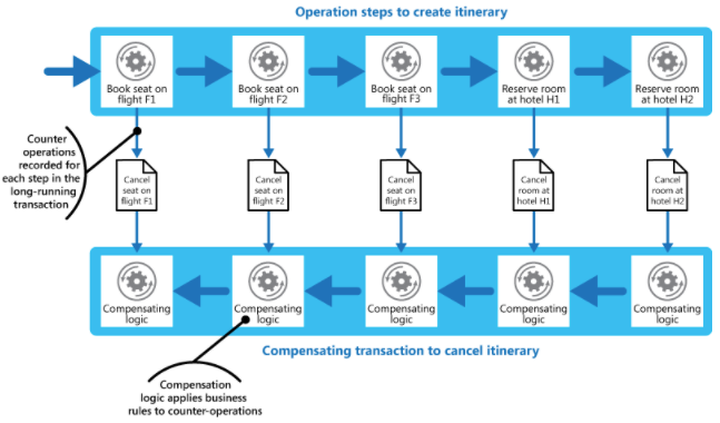 Operation steps to create itinerary
Book seat on
flight F1
Book seat on
flight F2
Book seat on
flight F3
Reserve room
at hotel H1
Reserve room
at hotel H2
Counter
operations
recorded for
each step in the
long-running
transaction
Cancel
seat on
flight F1
Cancel
seat on
flight F2
Cancel
seat on
flight F3
Cancel
room at
hotel H1
Cancel
room at
hotel H2
Compensating
logic
Compensating
logic
Compensating
logic
Compensating
logic
Compensating
logic
Compensating transaction to cancel itinerary
Compensation
logic applies business
rules to counter-operations